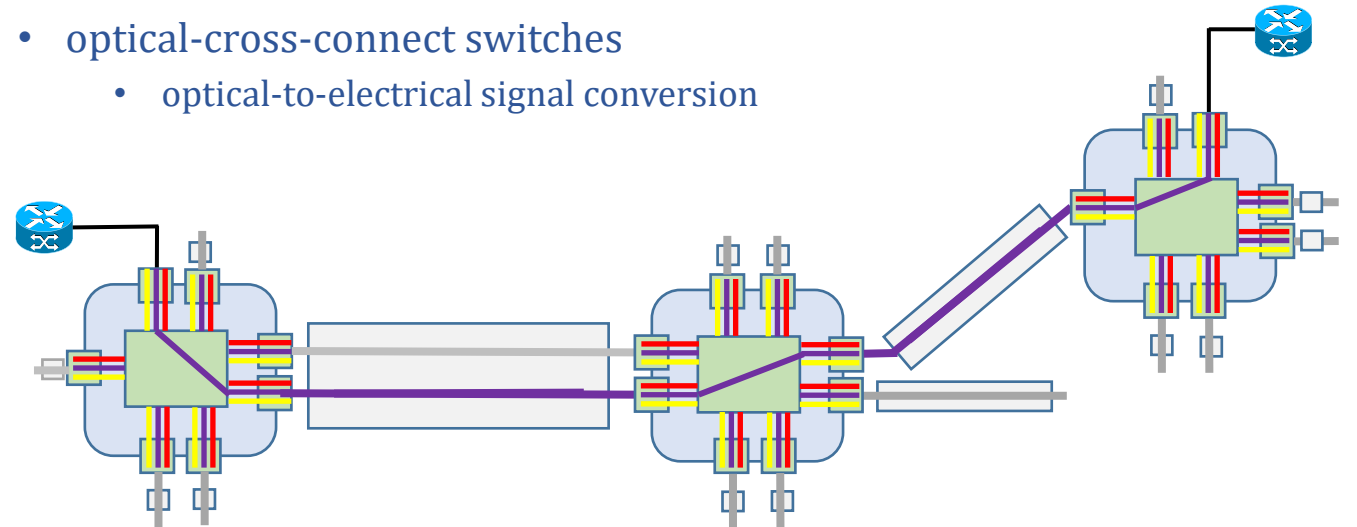 • optical-cross-connect switches
• optical-to-electrical signal conversion